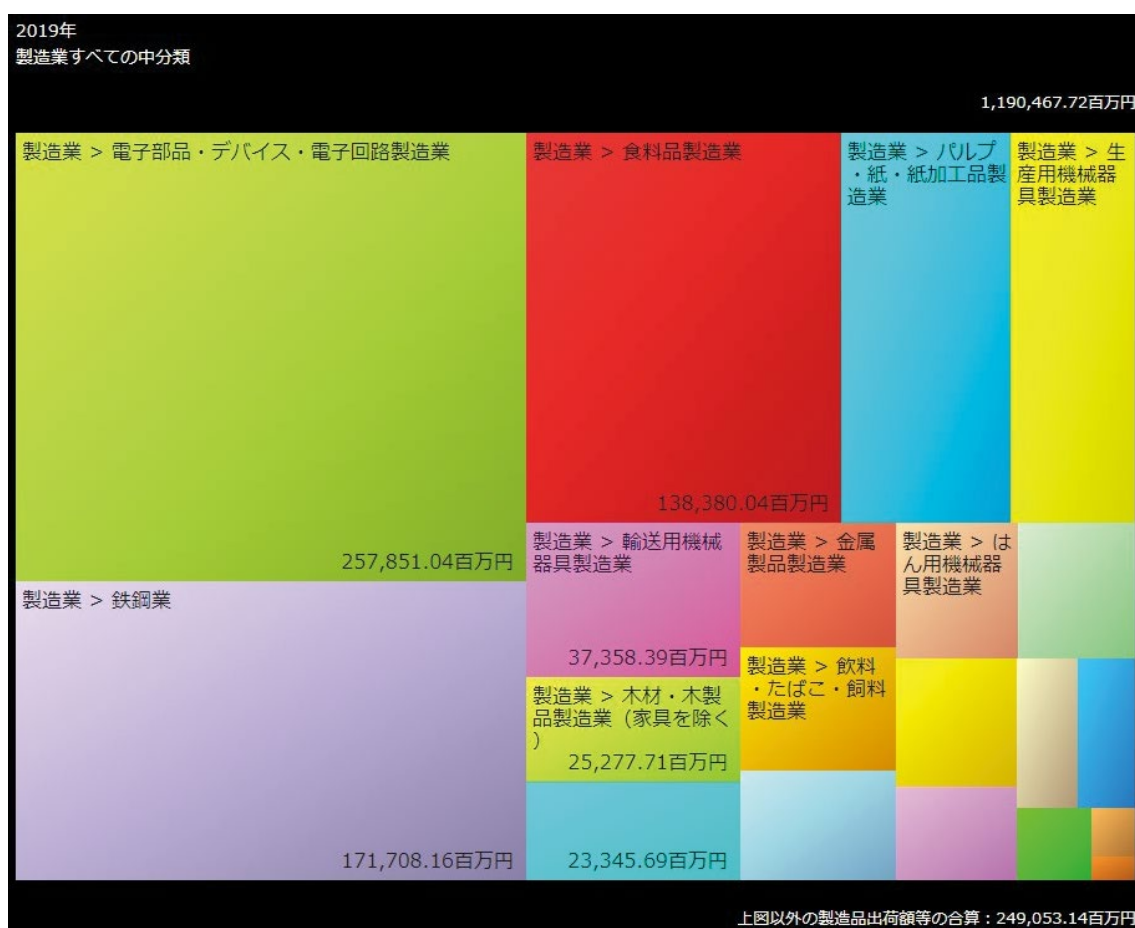 2019年
製造業すべての中分類
1,190,467.72百万円
製造業 > 電子部品・デバイス・電子回路製造業
257,851.04百万円
製造業 > 鉄鋼業
171,708.16百万円
製造業 > 食料品製造業
138,380.04百万円
製造業 > パルプ
・紙・紙加工品製
造業
製造業 > 生
産用機械器
具製造業
製造業 > 輸送用機械
器具製造業
37,358.39百万円
製造業 > 木材・木製
品製造業（家具を除く
）
25,277.71百万円
23,345.69百万円
製造業 > 金属
製品製造業
製造業 > 飲料
・たばこ・飼料
製造業
製造業 > は
ん用機械器
具製造業
上図以外の製造品出荷額等の合算：249,053.14百万円